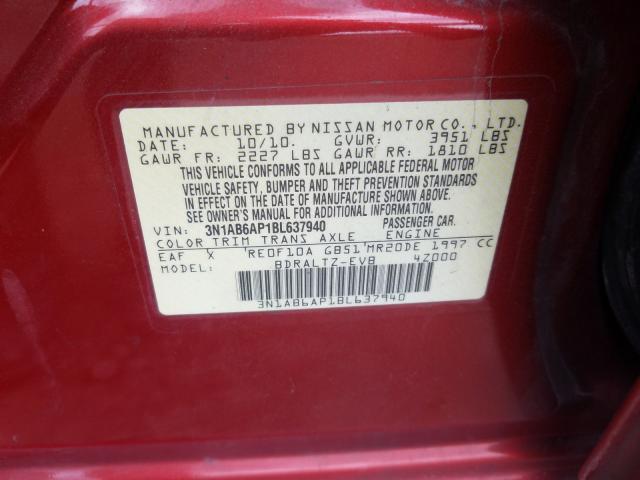 MANUFACTURED BY NISSAN MOTOR CO., LTD.
DATE: 10/10. GVWR: 3951 LBS
GAWR FR: 2227 LBS GAWR RR: 1810 LBS
THIS VEHICLE CONFORMS TO ALL APPLICABLE FEDERAL MOTOR
VEHICLE SAFETY, BUMPER AND THEFT PREVENTION STANDARDS
IN EFFECT ON THE DATE OF MANUFACTURE SHOWN ABOVE.
SEE OWNER'S MANUAL FOR ADDITIONAL INFORMATION.
VIN: 3N1AB6AP1BL637940 PASSENGER CAR.
COLOR TRIM TRANS AXLE ENGINE
EAF X RE0F10A GB51 MR20DE 1997 CC
MODEL: BDRALTZ-EVB 4Z000
3N1AB6AP1BL637940